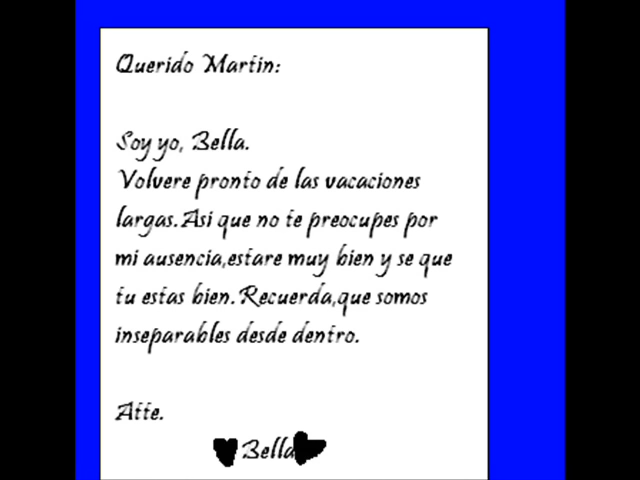 Querido Martin:
Soy yo, Bella.
Volvere pronto de las vacaciones
largas.Asi que no te preocupes por
mi ausencia,estare muy bien y se que
tu estas bien. Recuerda,que somos
inseparables desde dentro.
Atte.
Bella